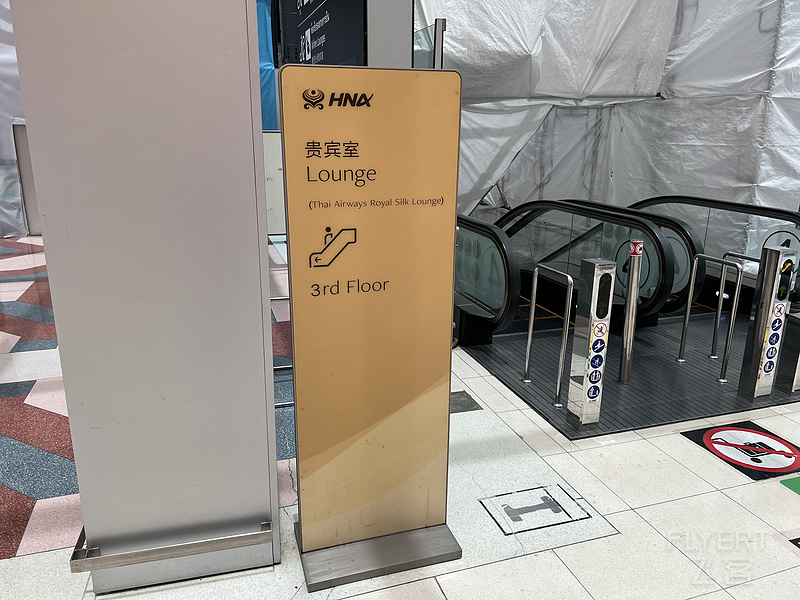 HNA
贵宾室
Lounge
(Thai Airways Royal Silk Lounge)
3rd Floor
FLYERT
飞客